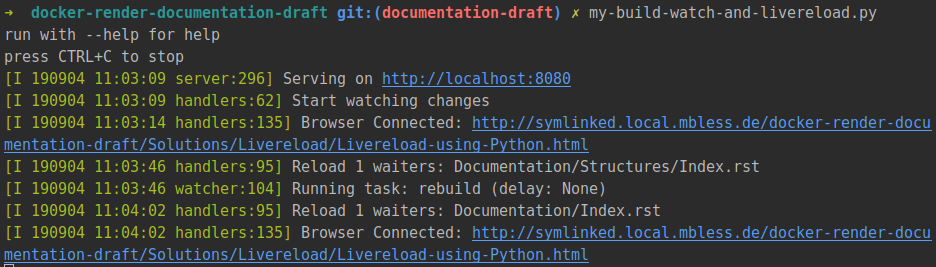 ➜  docker-render-documentation-draft git:(documentation-draft) ✗ my-build-watch-and-livereload.py
run with --help for help
press CTRL+C to stop
[I 190904 11:03:09 server:296] Serving on http://localhost:8080
[I 190904 11:03:09 handlers:62] Start watching changes
[I 190904 11:03:14 handlers:135] Browser Connected: http://symlinked.local.mbless.de/docker-render-docu
mentation-draft/Solutions/Livereload/Livereload-using-Python.html
[I 190904 11:03:46 handlers:95] Reload 1 waiters: Documentation/Structures/Index.rst
[I 190904 11:03:46 watcher:104] Running task: rebuild (delay: None)
[I 190904 11:04:02 handlers:95] Reload 1 waiters: Documentation/Index.rst
[I 190904 11:04:02 handlers:135] Browser Connected: http://symlinked.local.mbless.de/docker-render-docu
mentation-draft/Solutions/Livereload/Livereload-using-Python.html